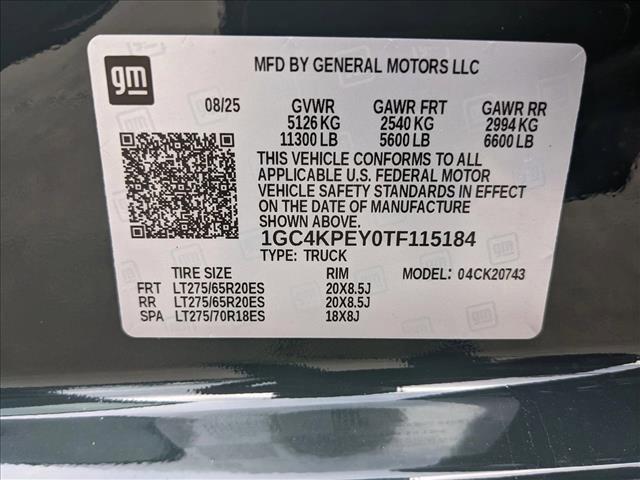 gm
MFD BY GENERAL MOTORS LLC
08/25 GVWR GAWR FRT GAWR RR
5126 KG 2540 KG 2994 KG
11300 LB 5600 LB 6600 LB
THIS VEHICLE CONFORMS TO ALL
APPLICABLE U.S. FEDERAL MOTOR
VEHICLE SAFETY STANDARDS IN EFFECT
ON THE DATE OF MANUFACTURE
SHOWN ABOVE.
1GC4KPEY0TF115184
TYPE: TRUCK
TIRE SIZE RIM MODEL: 04CK20743
FRT LT275/65R20ES 20X8.5J
RR LT275/65R20ES 20X8.5J
SPA LT275/70R18ES 18X8J